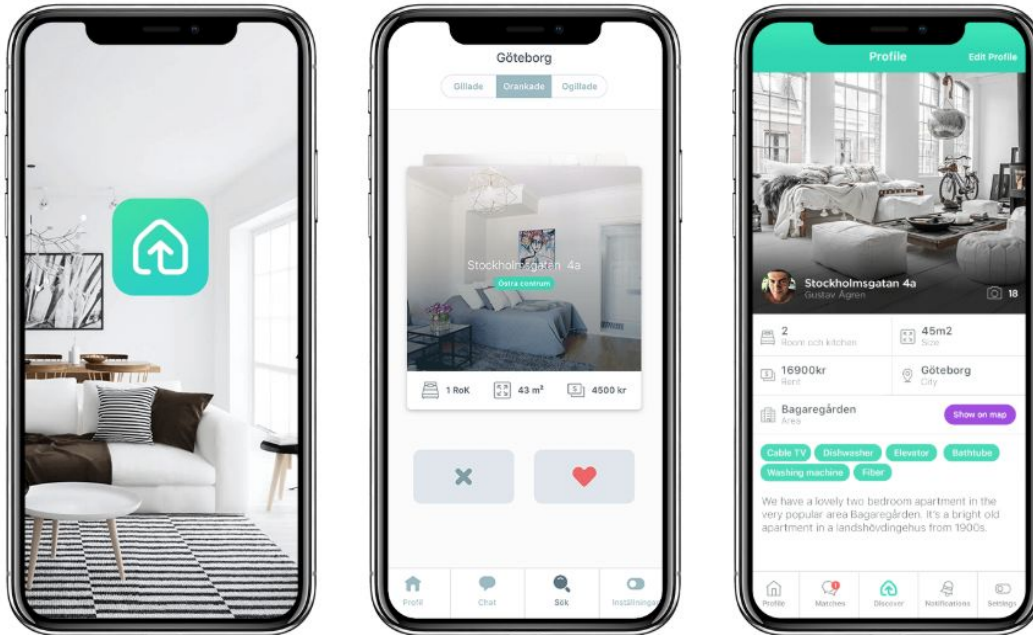 Göteborg
Gillade Orankade Ogillade
Stockholmsgatan 4a
Östra centrum
1 RoK 43 m² 4500 kr
Profil Chat Sök Inställningar
Profile Edit Profile
Stockholmsgatan 4a
Gustav Ågren
18
2
Room och kitchen
45m2
Size
16900kr
Rent
Göteborg
City
Bagaregården
Area
Show on map
Cable TV Dishwasher Elevator Bathtube
Washing machine Fiber
We have a lovely two bedroom apartment in the
very popular area Bagaregården. It's a bright old
apartment in a landshövdingehus from 1900s.
Profile Matches Discover Notifications Settings